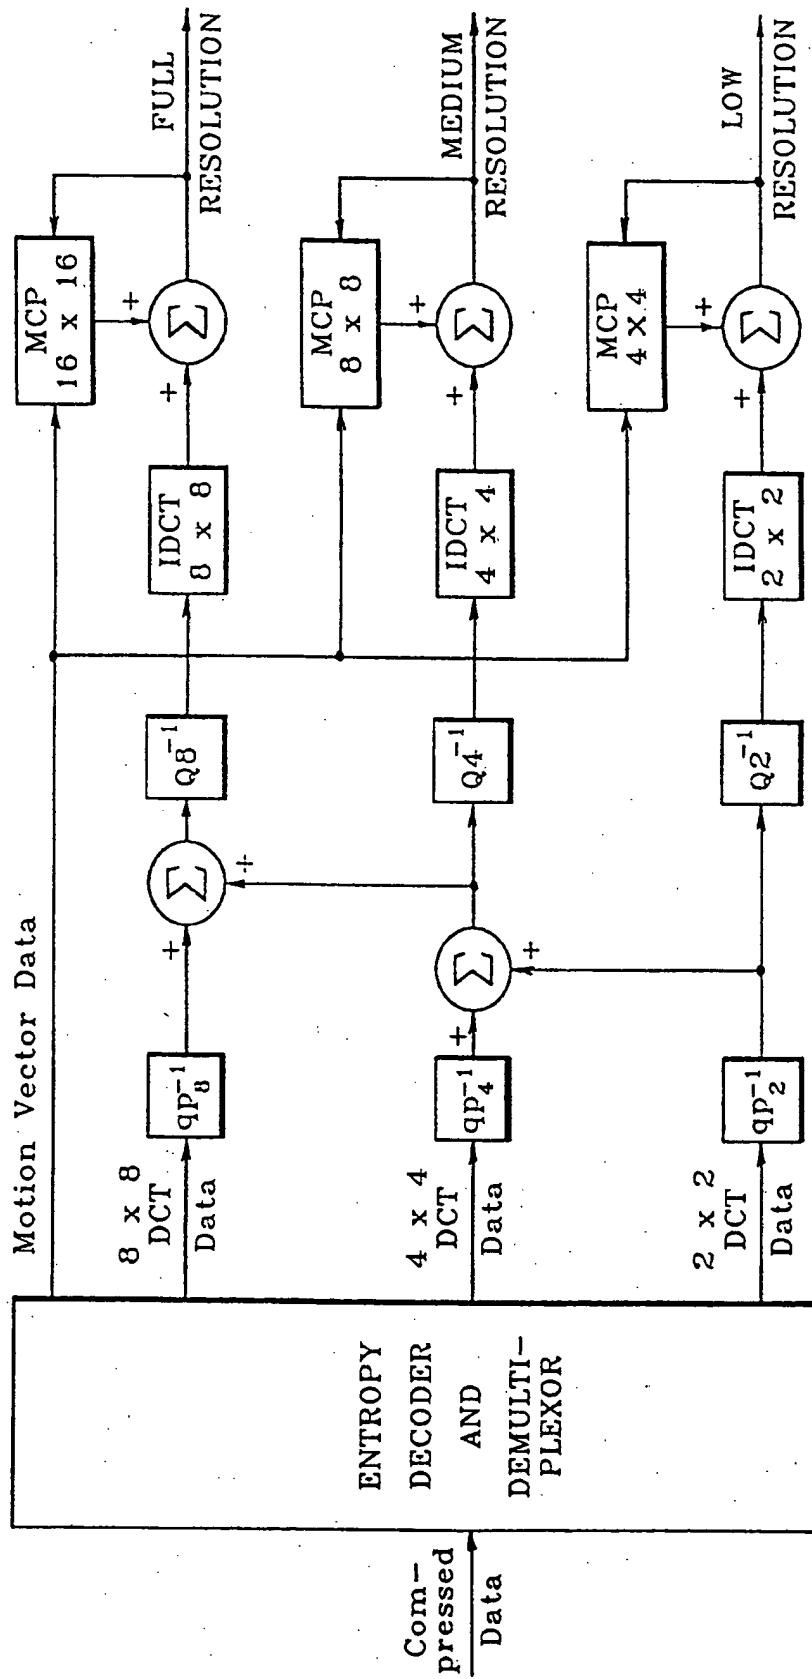 Motion Vector Data
MCP
16 x 16
FULL
RESOLUTION
8 x 8
DCT
Data
qP₈⁻¹
+
Σ
+
Q8⁻¹
IDCT
8 x 8
+
Σ
+
MCP
8 x 8
MEDIUM
RESOLUTION
4 x 4
DCT
Data
qP₄⁻¹
+
Σ
+
Q4⁻¹
IDCT
4 x 4
+
Σ
+
MCP
4 x 4
LOW
RESOLUTION
2 x 2
DCT
Data
qP₂⁻¹
Q2⁻¹
IDCT
2 x 2
+
Σ
+
ENTROPY
DECODER
AND
DEMULTI-
PLEXOR
Com-
pressed
Data